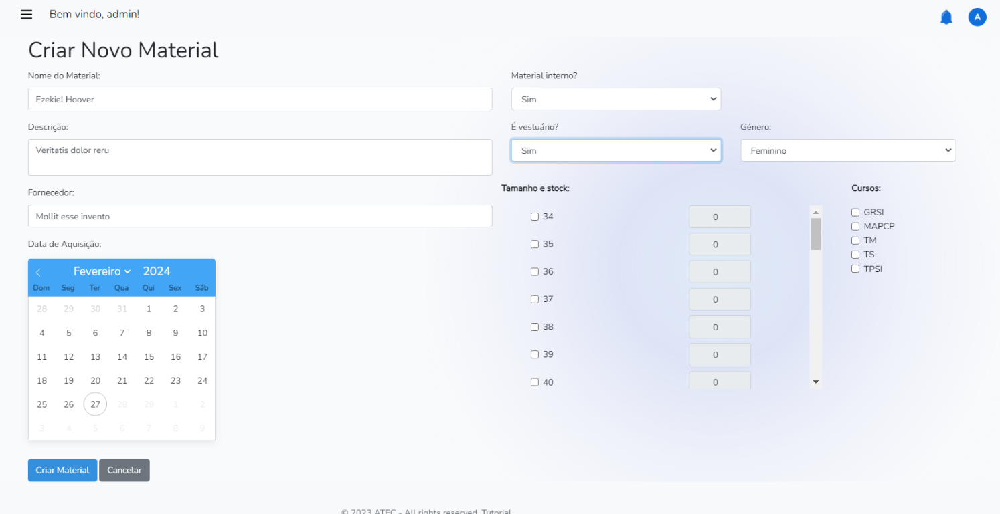 Bem vindo, admin!
A
Criar Novo Material
Nome do Material:
Ezekiel Hoover
Descrição:
Veritatis dolor reru
Fornecedor:
Mollit esse invento
Data de Aquisição:
Fevereiro 2024
Dom Seg Ter Qua Qui Sex Sáb
28 29 30 31 1 2 3
4 5 6 7 8 9 10
11 12 13 14 15 16 17
18 19 20 21 22 23 24
25 26 27 28 29 1 2
3 4 5 6 7 8 9
Criar Material Cancelar
Material interno?
Sim
É vestuário? Género:
Sim Feminino
Tamanho e stock:
34 0
35 0
36 0
37 0
38 0
39 0
40 0
Cursos:
GRSI
MAPCP
TM
TS
TPSI
© 2023 ATEC - All rights reserved. Tutorial